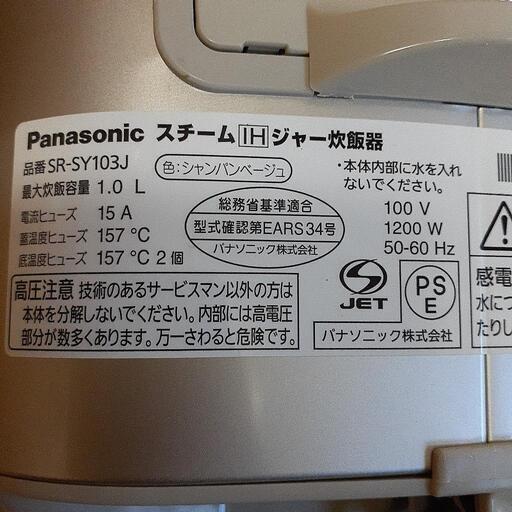 Panasonic スチームIHジャー炊飯器
品番 SR-SY103J
色:シャンパンベージュ
最大炊飯容量 1.0 L
電流ヒューズ 15 A
蓋温度ヒューズ 157 ℃
底温度ヒューズ 157 ℃ 2 個
総務省基準適合
型式確認第EARS34号
パナソニック株式会社
・本体内部に水を入れ
ないでください。
100 V
1200 W
50-60 Hz
高圧注意 技術のあるサービスマン以外の方は
本体を分解しないでください。内部には高電圧
部分が数多くあります。万一さわると危険です。
S
JET
PS
E
パナソニック株式会社
感電
水につ
たりし